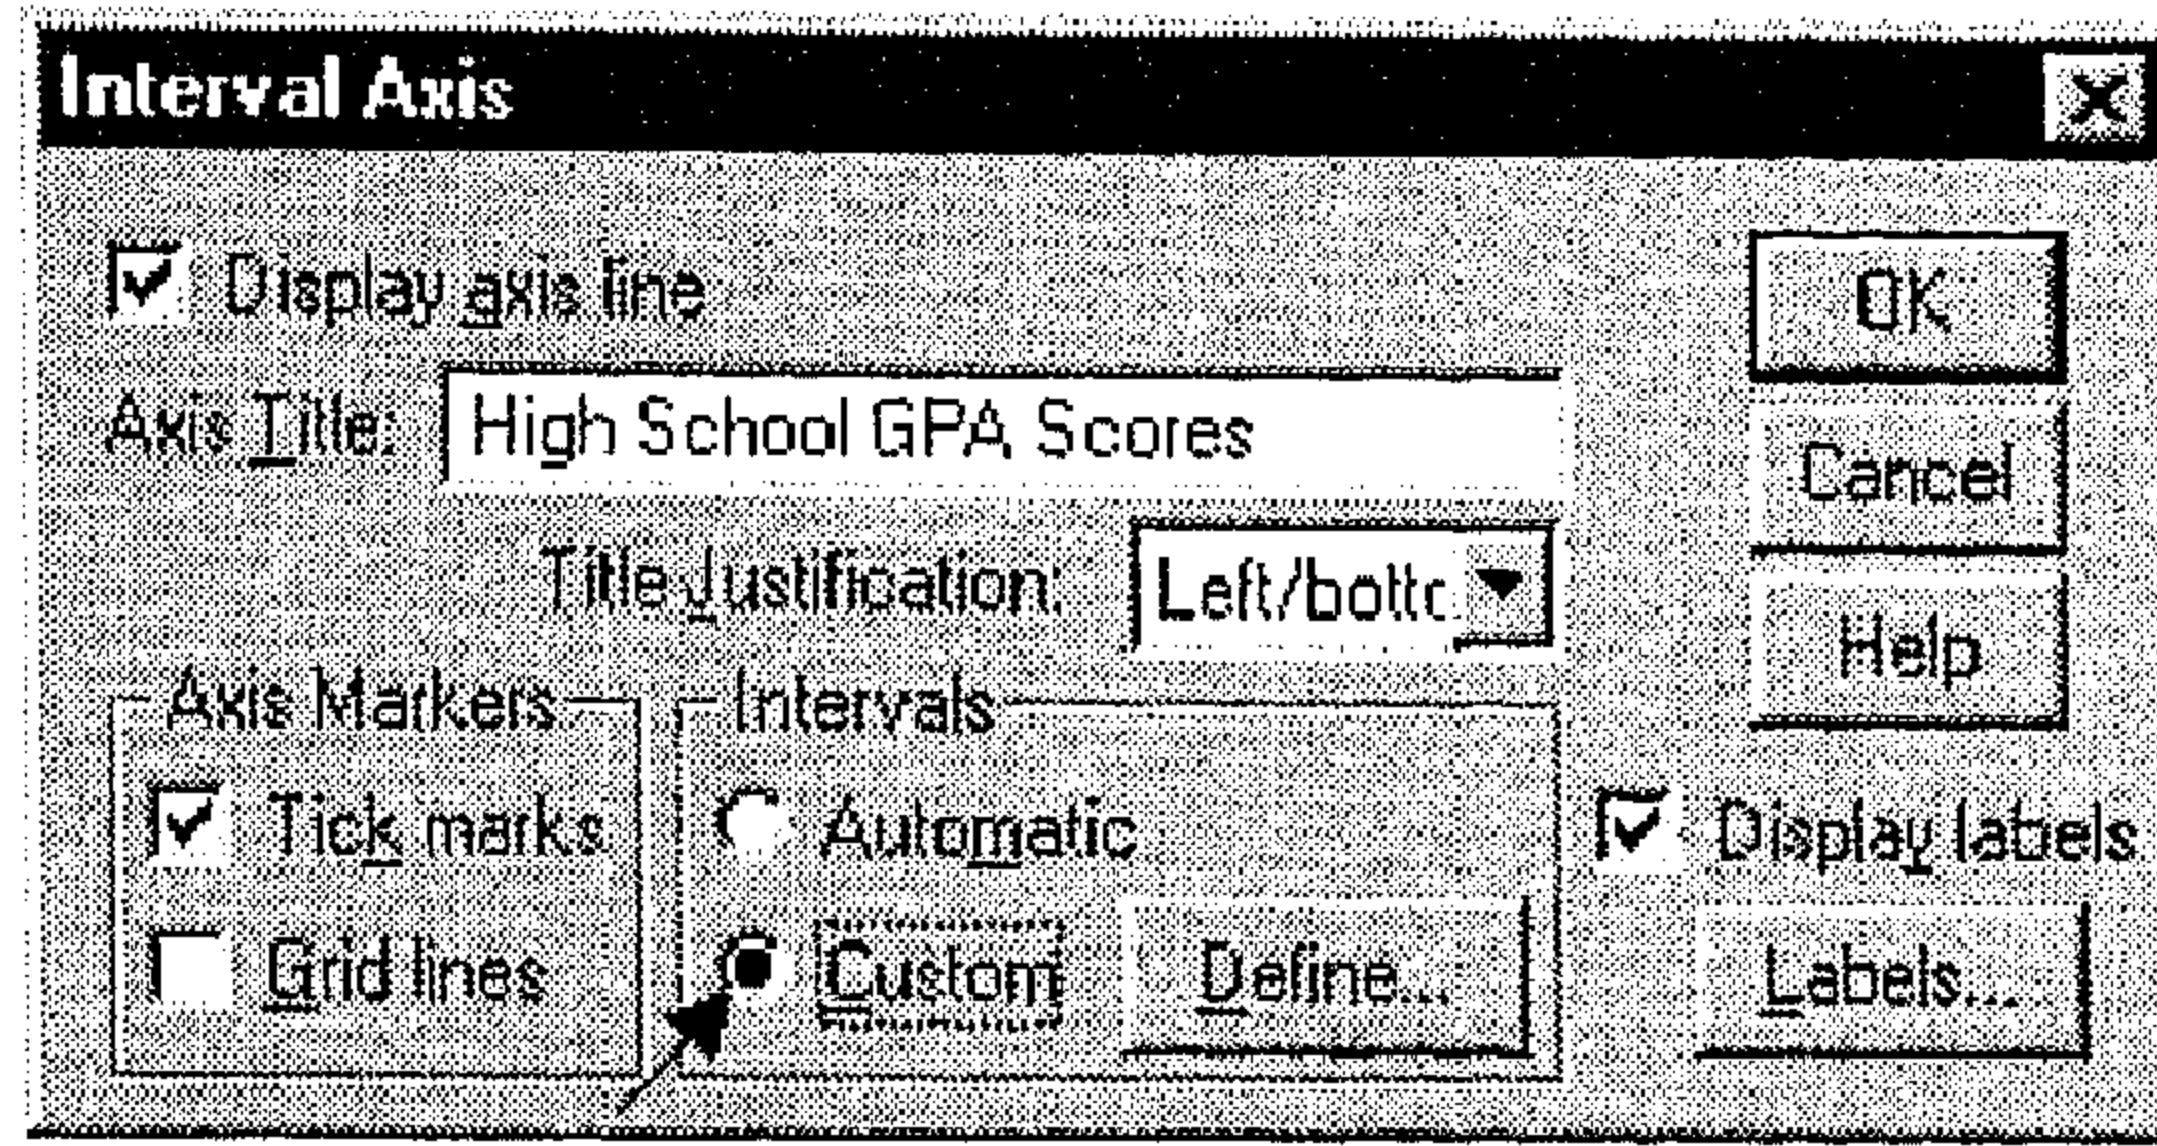 Interval Axis
Display axis line
OK
Axis Title: High School GPA Scores
Cancel
Title Justification: Left/botto
Help
Axis Markers
Intervals
Tick marks
Automatic
Display labels
Grid lines
Custom
Define...
Labels...